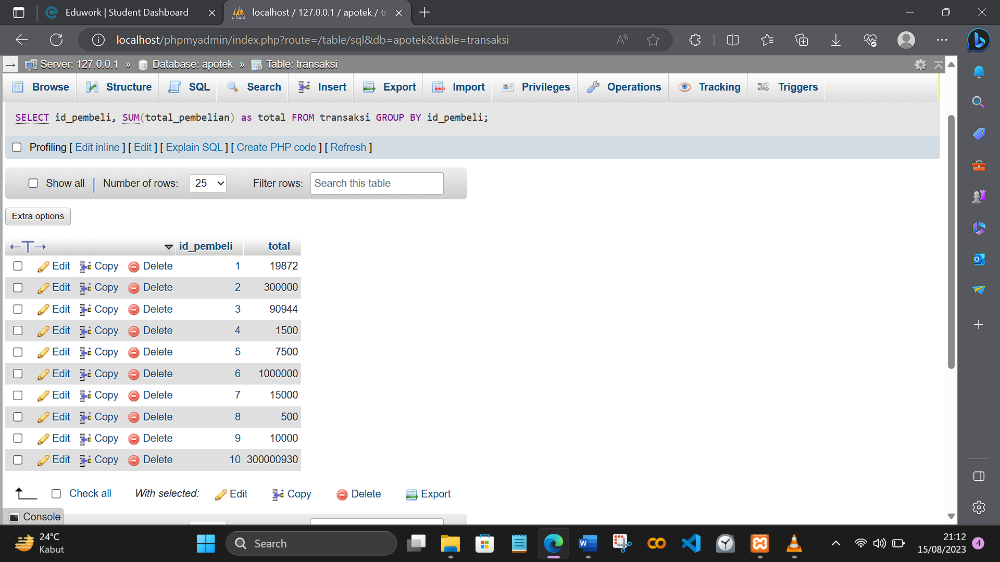 Eduwork | Student Dashboard
localhost / 127.0.0.1 / apotek / tr
localhost/phpmyadmin/index.php?route=/table/sql&db=apotek&table=transaksi
Server: 127.0.0.1 » Database: apotek » Table: transaksi
Browse Structure SQL Search Insert Export Import Privileges Operations Tracking Triggers
SELECT id_pembeli, SUM(total_pembelian) as total FROM transaksi GROUP BY id_pembeli;
Profiling [ Edit inline ] [ Edit ] [ Explain SQL ] [ Create PHP code ] [ Refresh ]
Show all | Number of rows: 25 Filter rows: Search this table
Extra options
←T→ id_pembeli total
Edit Copy Delete 1 19872
Edit Copy Delete 2 300000
Edit Copy Delete 3 90944
Edit Copy Delete 4 1500
Edit Copy Delete 5 7500
Edit Copy Delete 6 1000000
Edit Copy Delete 7 15000
Edit Copy Delete 8 500
Edit Copy Delete 9 10000
Edit Copy Delete 10 300000930
Check all With selected: Edit Copy Delete Export
Console
24°C
Kabut
Search
21:12
15/08/2023
4